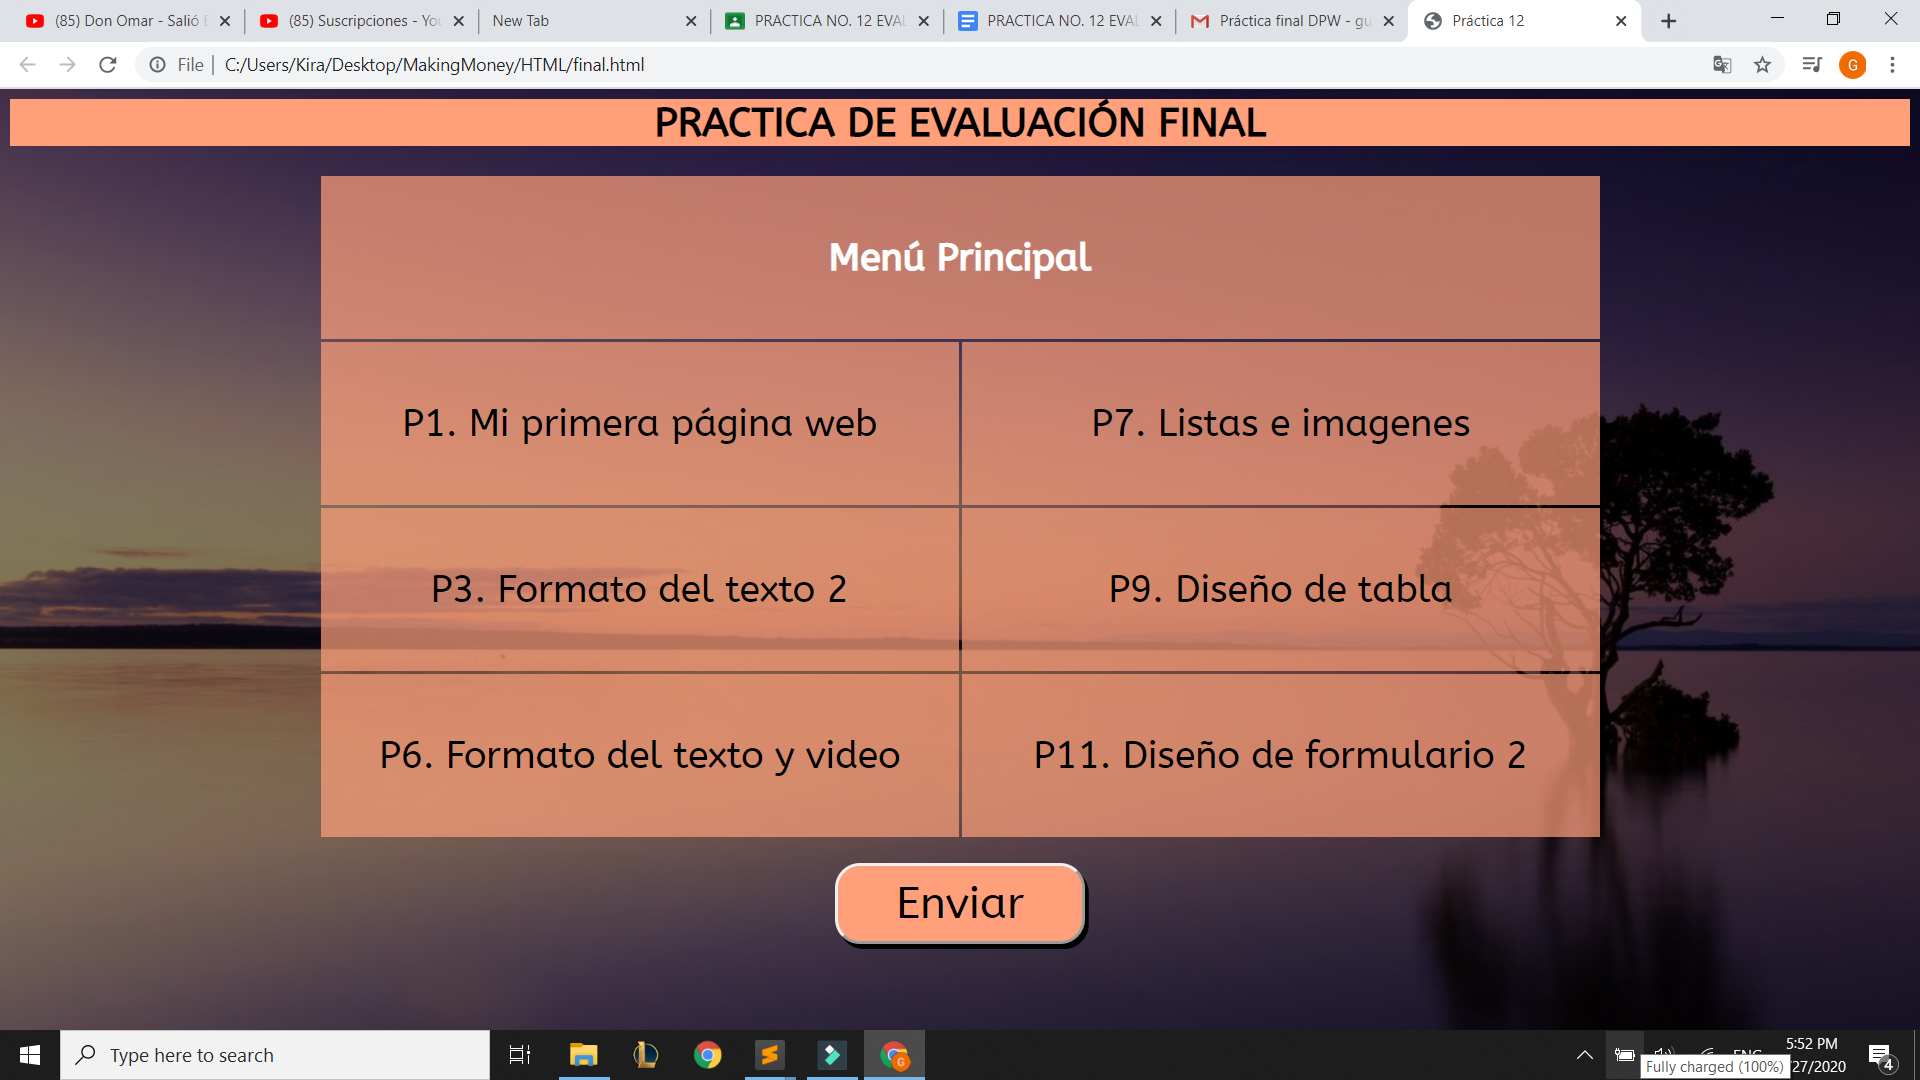 (85) Don Omar - Salió
(85) Suscripciones - You
New Tab
PRACTICA NO. 12 EVAL
PRACTICA NO. 12 EVAL
Práctica final DPW - gu
Práctica 12
File
C:/Users/Kira/Desktop/MakingMoney/HTML/final.html
G
PRACTICA DE EVALUACIÓN FINAL
Menú Principal
P1. Mi primera página web
P7. Listas e imagenes
P3. Formato del texto 2
P9. Diseño de tabla
P6. Formato del texto y video
P11. Diseño de formulario 2
Enviar
Type here to search
G
ENG
5:52 PM
27/2020
4
Fully charged (100%)